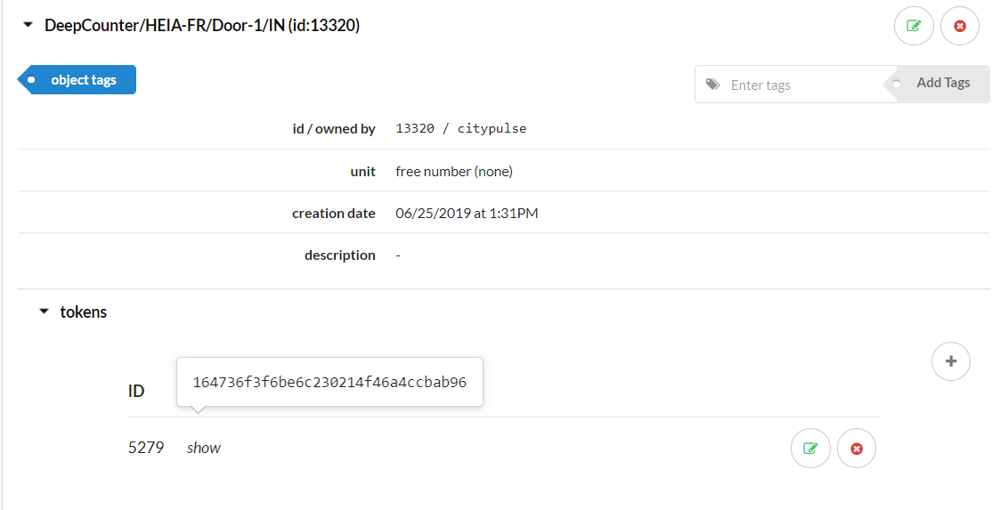 DeepCounter/HEIA-FR/Door-1/IN (id:13320)
object tags
Enter tags
Add Tags
id / owned by 13320 / citypulse
unit free number (none)
creation date 06/25/2019 at 1:31PM
description -
tokens
164736f3f6be6c230214f46a4ccbab96
ID
5279 show